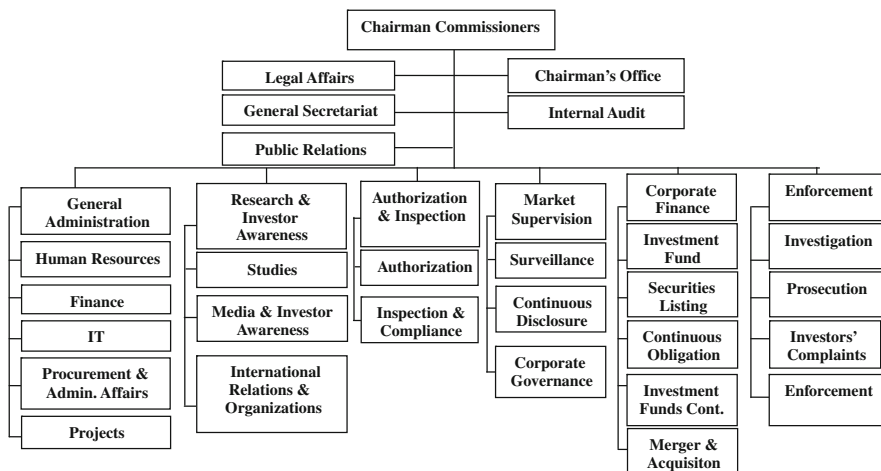 Chairman Commissioners
Legal Affairs
Chairman's Office
General Secretariat
Internal Audit
Public Relations
General
Administration
Human Resources
Finance
IT
Procurement &
Admin. Affairs
Projects
Research &
Investor
Awareness
Studies
Media & Investor
Awareness
International
Relations &
Organizations
Authorization
& Inspection
Authorization
Inspection &
Compliance
Market
Supervision
Surveillance
Continuous
Disclosure
Corporate
Governance
Corporate
Finance
Investment
Fund
Securities
Listing
Continuous
Obligation
Investment
Funds Cont.
Merger &
Acquisiton
Enforcement
Investigation
Prosecution
Investors'
Complaints
Enforcement